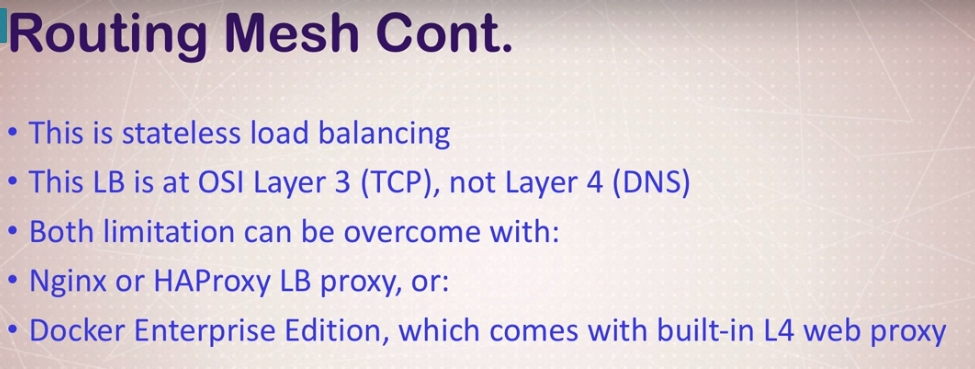 Routing Mesh Cont.
• This is stateless load balancing
• This LB is at OSI Layer 3 (TCP), not Layer 4 (DNS)
• Both limitation can be overcome with:
• Nginx or HAProxy LB proxy, or:
• Docker Enterprise Edition, which comes with built-in L4 web proxy